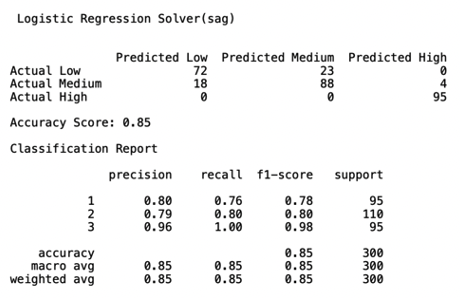 Logistic Regression Solver(sag)
Predicted Low Predicted Medium Predicted High
Actual Low 72 23 0
Actual Medium 18 88 4
Actual High 0 0 95
Accuracy Score: 0.85
Classification Report
precision recall f1-score support
1 0.80 0.76 0.78 95
2 0.79 0.80 0.80 110
3 0.96 1.00 0.98 95
accuracy 0.85 300
macro avg 0.85 0.85 0.85 300
weighted avg 0.85 0.85 0.85 300